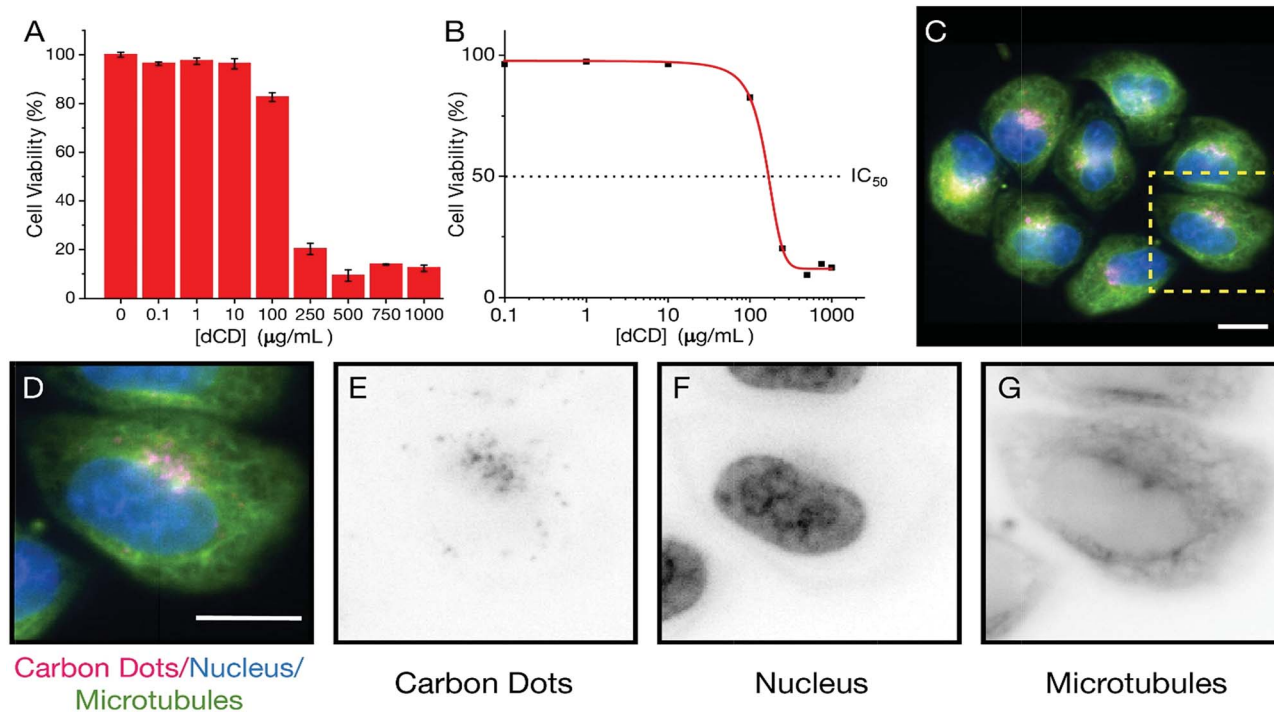 A
Cell Viability (%)
100
80
60
40
20
0
0 0.1 1 10 100 250 500 750 1000
[dCD] (µg/mL)
B
Cell Viability (%)
100
50
0
IC50
0.1 1 10 100 1000
[dCD] (µg/mL)
C
D
E
F
G
Carbon Dots/Nucleus/
Microtubules
Carbon Dots
Nucleus
Microtubules